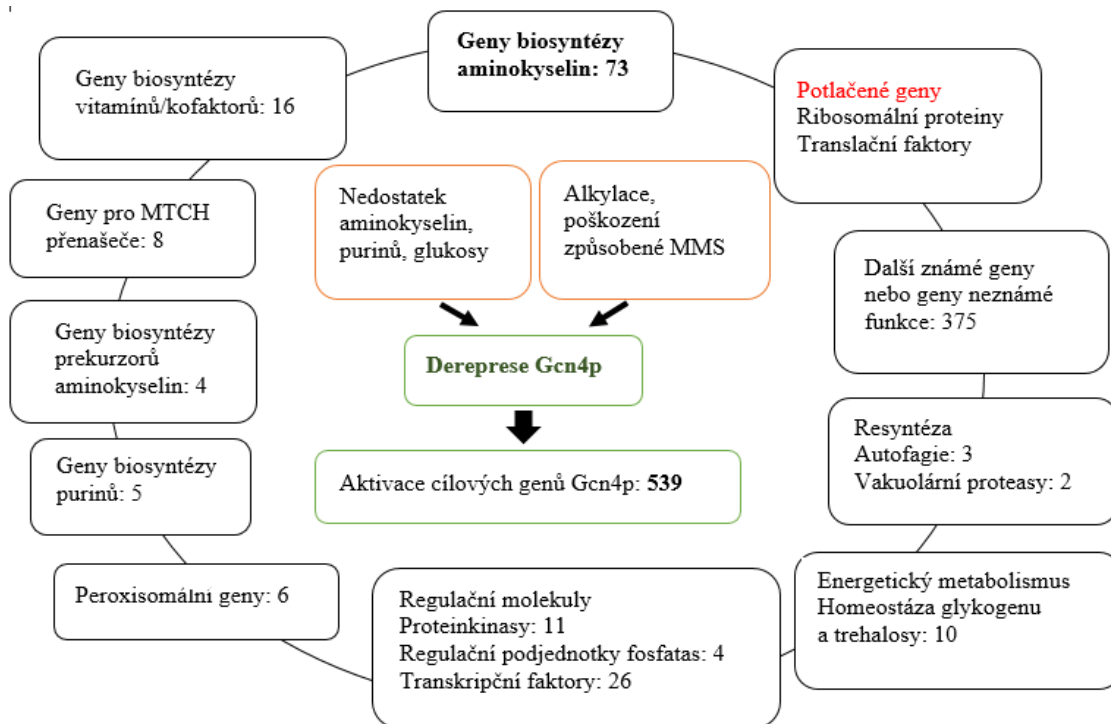 Geny biosyntézy
aminokyselin: 73
Geny biosyntézy
vitamínů/kofaktorů: 16
Potlačené geny
Ribosomální proteiny
Translační faktory
Nedostatek
aminokyselin,
purinů, glukosy
Alkylace,
poškození
způsobené MMS
Geny pro MTCH
přenašeče: 8
Další známé geny
nebo geny neznámé
funkce: 375
Geny biosyntézy
prekurzorů
aminokyselin: 4
Dereprese Gcn4p
Resyntéza
Autofagie: 3
Vakuolární proteasy: 2
Geny biosyntézy
purinů: 5
Aktivace cílových genů Gcn4p: 539
Peroxisomální geny: 6
Regulační molekuly
Proteinkinasy: 11
Regulační podjednotky fosfatas: 4
Transkripční faktory: 26
Energetický metabolismus
Homeostáza glykogenu
a trehalosy: 10